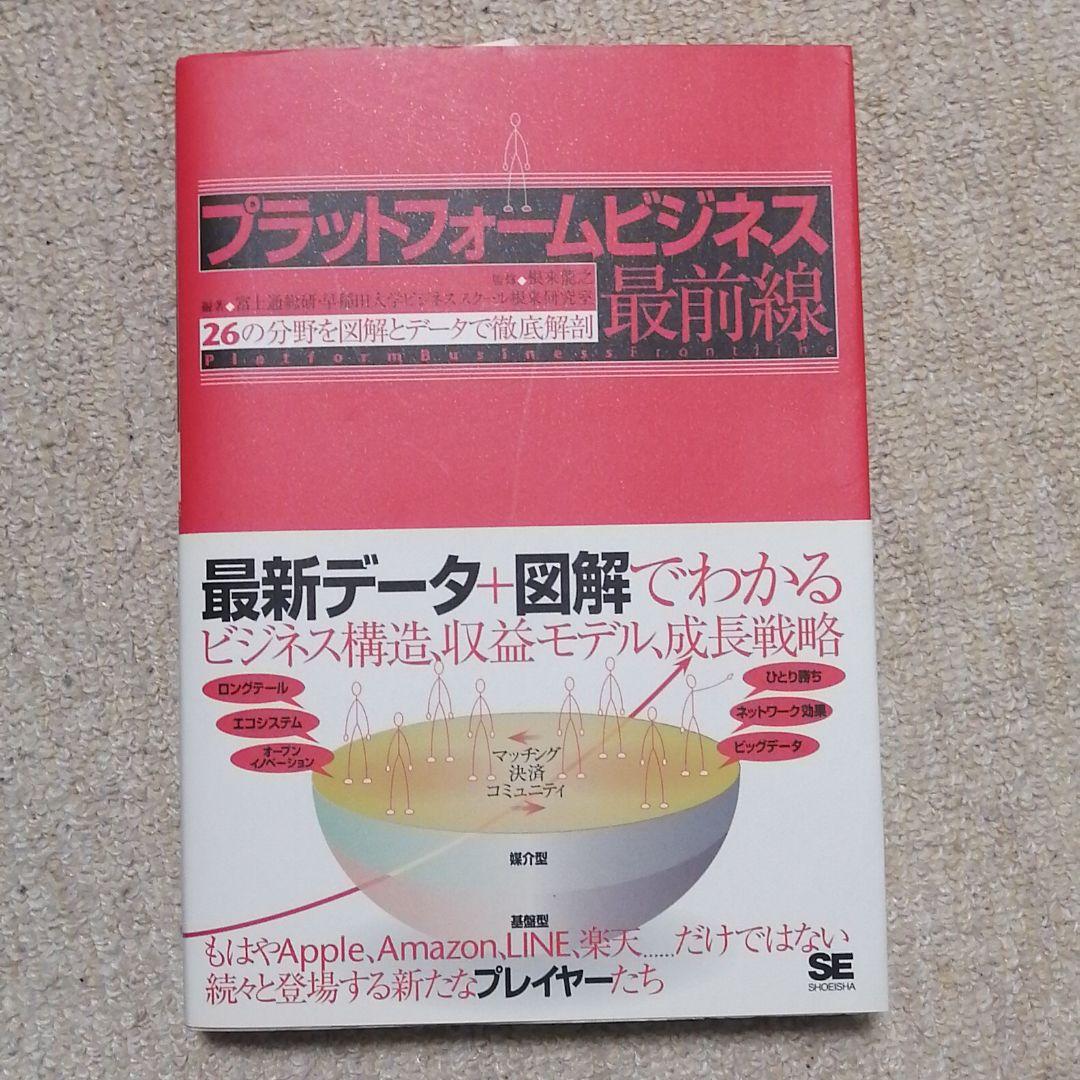 プラットフォームビジネス
最前線
監修◆根来龍之
編著◆富士通総研・早稲田大学ビジネススクール根来研究室
26の分野を図解とデータで徹底解剖
PlatformBusinessFrontline
最新データ+図解でわかる
ビジネス構造、収益モデル、成長戦略
ロングテール
エコシステム
オープン
イノベーション
ひとり勝ち
ネットワーク効果
ビッグデータ
マッチング
決済
コミュニティ
媒介型
基盤型
もはやApple、Amazon、LINE、楽天……だけではない
続々と登場する新たなプレイヤーたち
SE
SHOEISHA